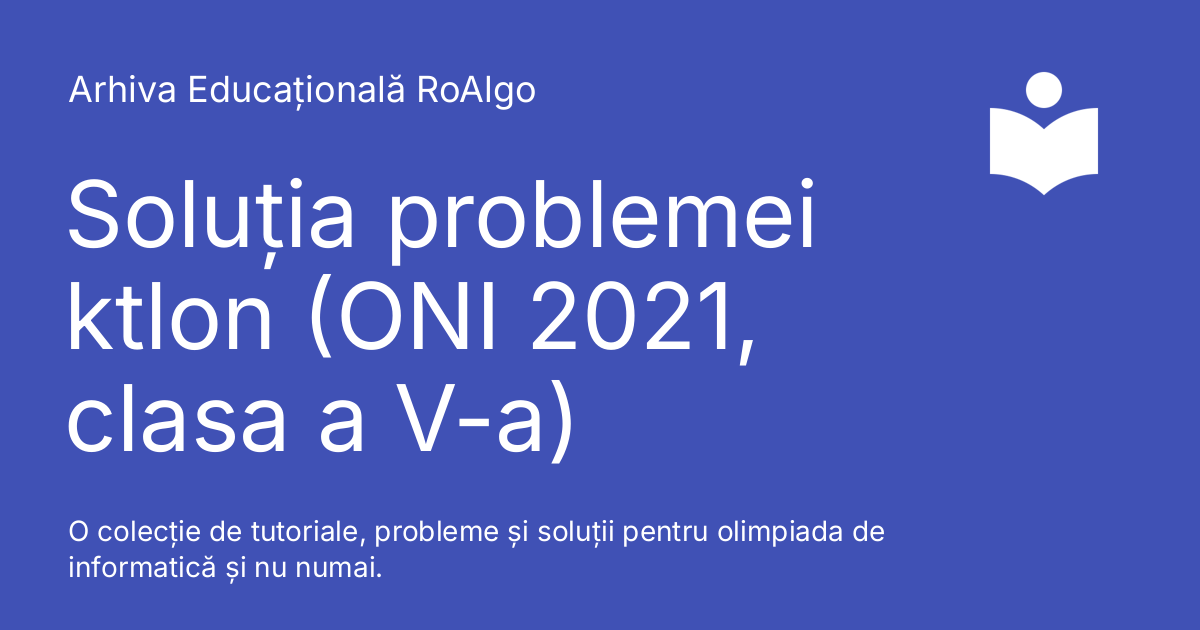 Arhiva Educațională RoAlgo
Soluția problemei
ktlon (ONI 2021,
clasa a V-a)
O colecție de tutoriale, probleme și soluții pentru olimpiada de
informatică și nu numai.